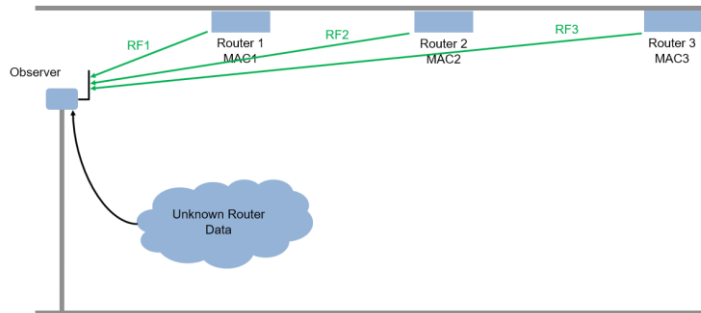 RF1
Router 1
MAC1
RF2
Router 2
MAC2
RF3
Router 3
MAC3
Observer
Unknown Router
Data